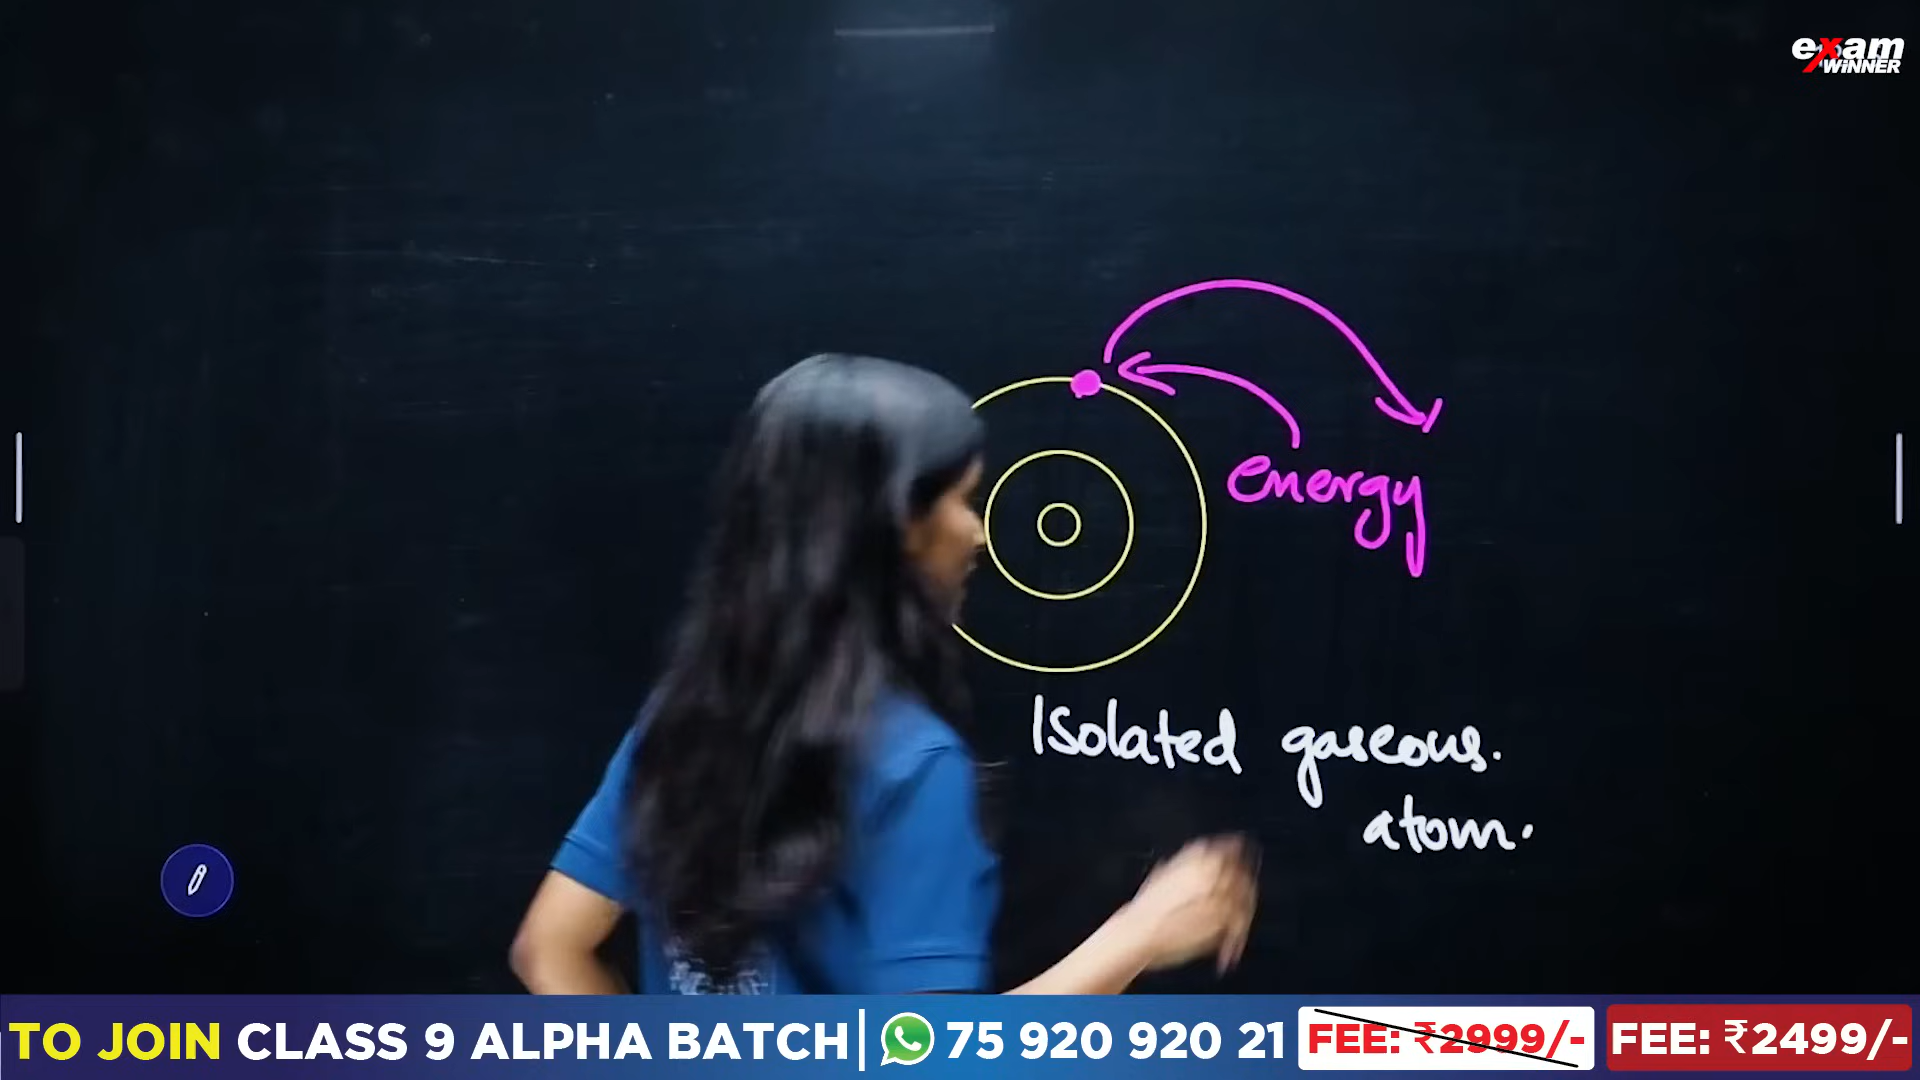 exam
WiNNER
energy
Isolated gaseous.
atom.
TO JOIN CLASS 9 ALPHA BATCH | 75 920 920 21 FEE: ₹2999/- FEE: ₹2499/-